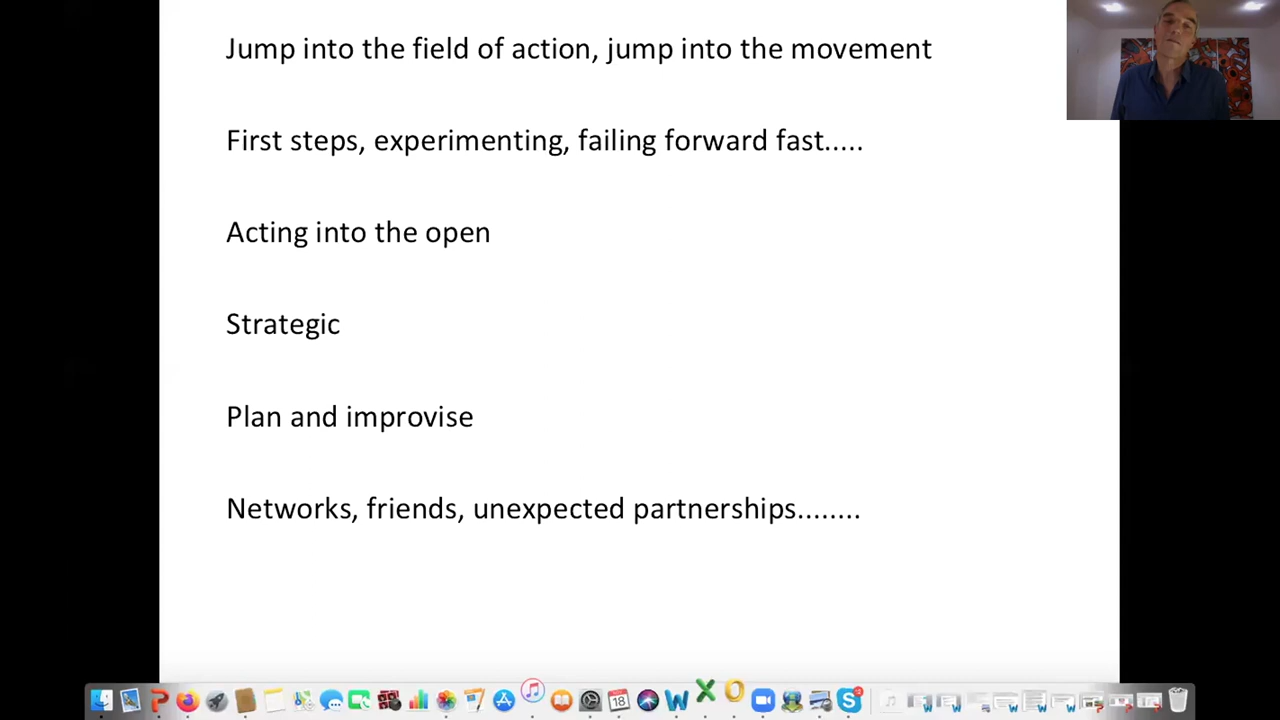 Jump into the field of action, jump into the movement
First steps, experimenting, failing forward fast.....
Acting into the open
Strategic
Plan and improvise
Networks, friends, unexpected partnerships........
18